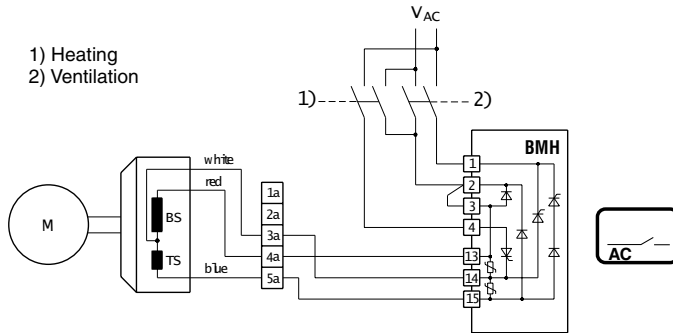 VAC
1) Heating
2) Ventilation
1)
2)
BMH
white
red
blue
M
BS
TS
1a
2a
3a
4a
5a
1
2
3
4
13
14
15
AC